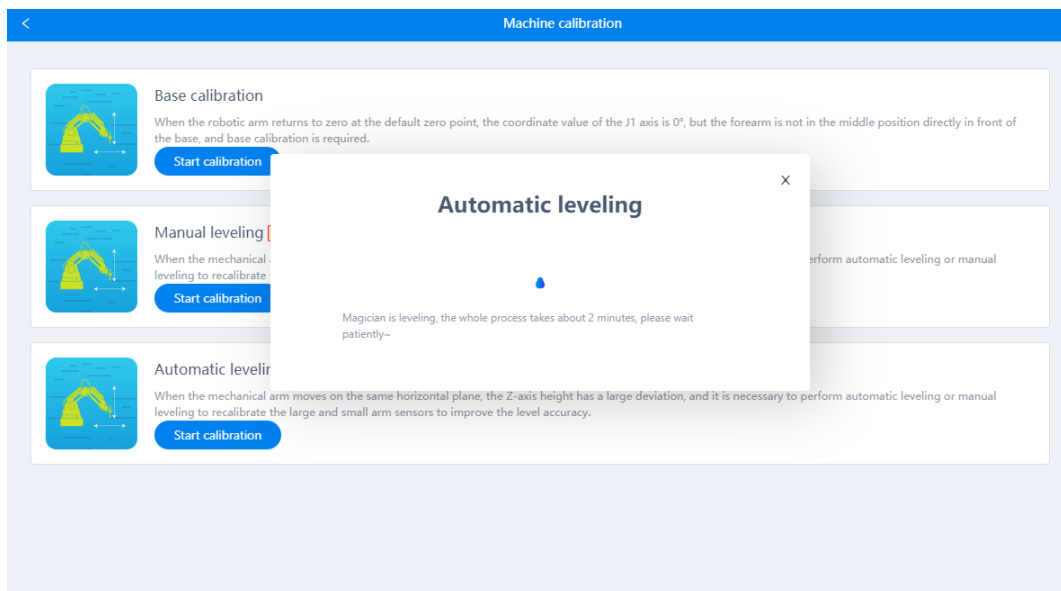 Machine calibration
Base calibration
When the robotic arm returns to zero at the default zero point, the coordinate value of the J1 axis is 0°, but the forearm is not in the middle position directly in front of
the base, and base calibration is required.
Start calibration
X
Automatic leveling
Magician is leveling, the whole process takes about 2 minutes, please wait
patiently~
Manual leveling
When the mechanical
erform automatic leveling or manual
leveling to recalibrate
Start calibration
Automatic levelin
When the mechanical arm moves on the same horizontal plane, the Z-axis height has a large deviation, and it is necessary to perform automatic leveling or manual
leveling to recalibrate the large and small arm sensors to improve the level accuracy.
Start calibration